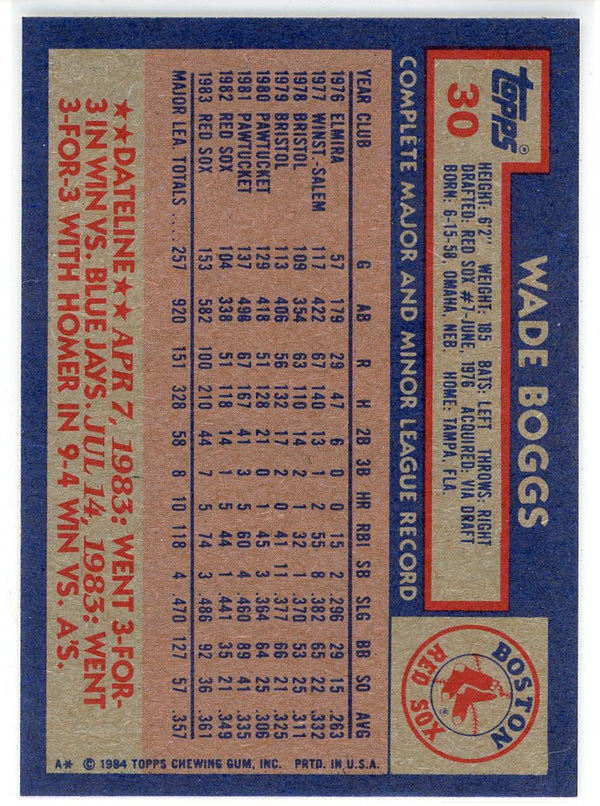 topps®
30
WADE BOGGS
HEIGHT: 6'2" WEIGHT: 185 BATS: LEFT THROWS: RIGHT
DRAFTED: RED SOX #7-JUNE, 1976 ACQUIRED: VIA DRAFT
BORN: 6-15-58, OMAHA, NEB. HOME: TAMPA, FLA.
BOSTON RED SOX
COMPLETE MAJOR AND MINOR LEAGUE RECORD
YEAR CLUB G AB R H 2B 3B HR RBI SB SLG BB SO AVG
1976 ELMIRA 57 179 29 47 6 0 0 15 2 .296 29 15 .263
1977 WINST.-SALEM 117 422 67 140 13 1 2 55 8 .382 65 22 .332
1978 BRISTOL 109 354 63 110 14 2 1 32 1 .370 53 25 .311
1979 BRISTOL 113 406 56 132 17 2 0 41 11 .377 66 21 .325
1980 PAWTUCKET 129 418 51 128 21 0 1 45 3 .364 64 25 .306
1981 PAWTUCKET 137 498 67 167 41 3 5 60 4 .460 89 41 .335
1982 RED SOX 104 338 51 118 14 1 5 44 1 .441 35 21 .349
1983 RED SOX 153 582 100 210 44 7 5 74 3 .486 92 36 .361
MAJOR LEA. TOTALS .... 257 920 151 328 58 8 10 118 4 .470 127 57 .357
★★DATELINE★★ APR 7, 1983: WENT 3-FOR-
3 IN WIN VS. BLUE JAYS. JUL 14, 1983: WENT
3-FOR-3 WITH HOMER IN 9-4 WIN VS. A'S.
A* © 1984 TOPPS CHEWING GUM, INC. PRTD. IN U.S.A.